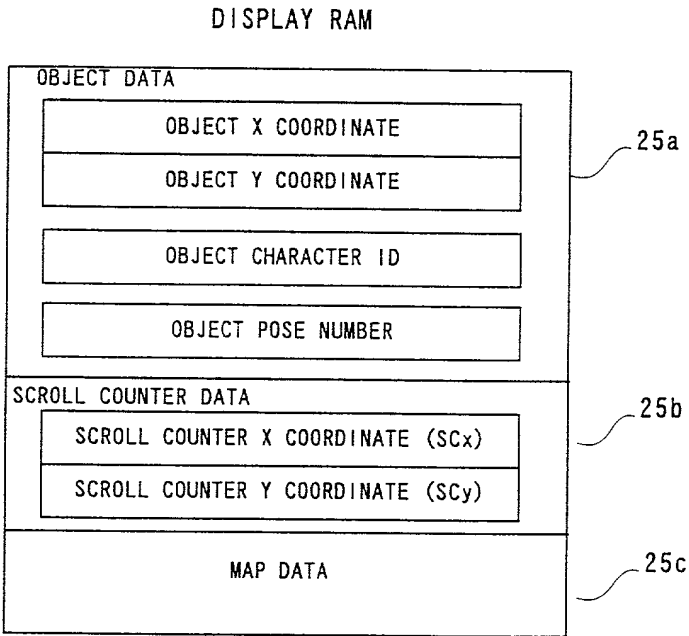 DISPLAY RAM
OBJECT DATA
OBJECT X COORDINATE
25a
OBJECT Y COORDINATE
OBJECT CHARACTER ID
OBJECT POSE NUMBER
SCROLL COUNTER DATA
25b
SCROLL COUNTER X COORDINATE (SCx)
SCROLL COUNTER Y COORDINATE (SCy)
MAP DATA
25c